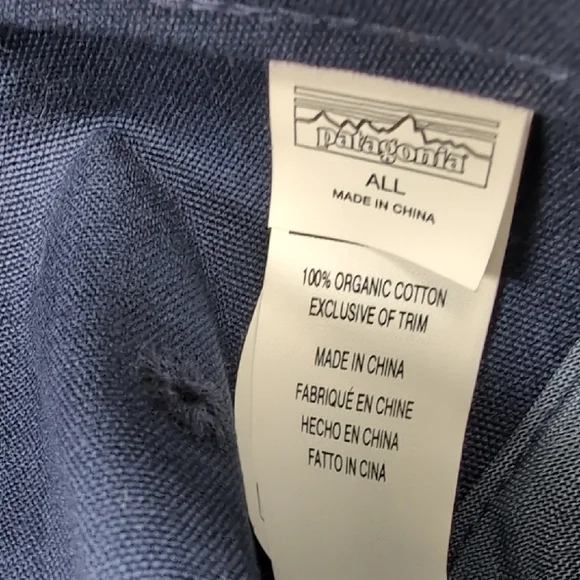 patagonia
ALL
MADE IN CHINA
100% ORGANIC COTTON
EXCLUSIVE OF TRIM
MADE IN CHINA
FABRIQUÉ EN CHINE
HECHO EN CHINA
FATTO IN CINA